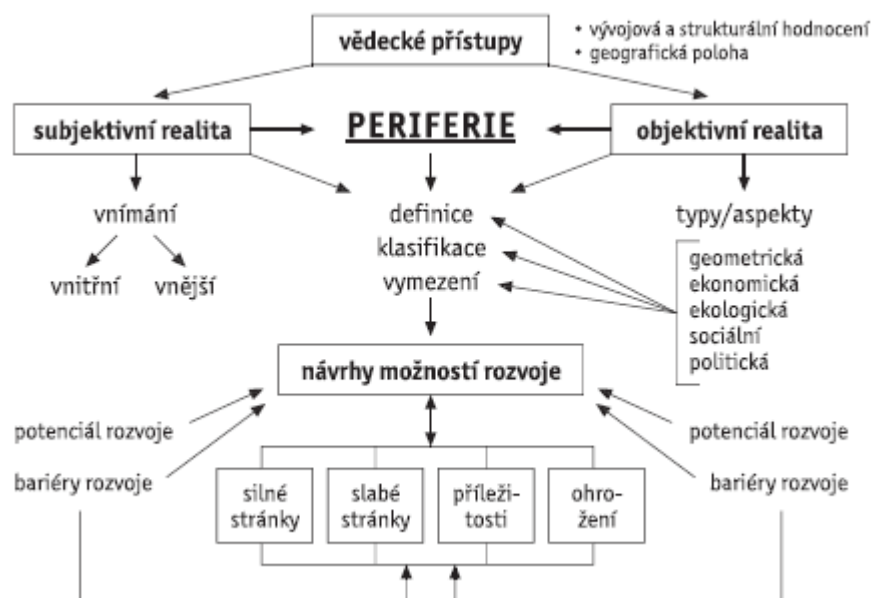 vědecké přístupy
• vývojová a strukturální hodnocení
• geografická poloha
subjektivní realita
PERIFERIE
objektivní realita
vnímání
definice
typy/aspekty
klasifikace
vnitřní
vnější
vymezení
geometrická
ekonomická
ekologická
sociální
politická
návrhy možností rozvoje
potenciál rozvoje
potenciál rozvoje
bariéry rozvoje
bariéry rozvoje
silné
stránky
slabé
stránky
příleži-
tosti
ohro-
žení